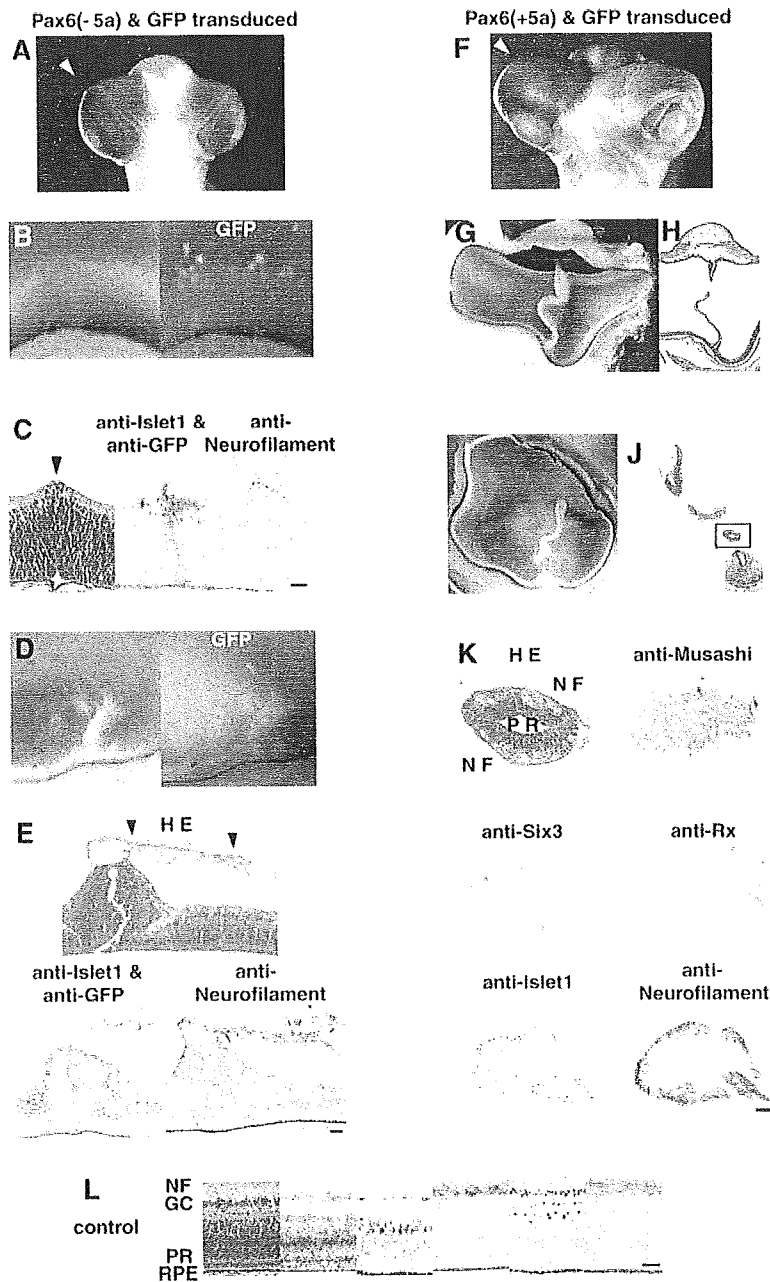 Pax6(-5a) & GFP transduced
A
B
GFP
C
anti-Islet1 &
anti-GFP
anti-
Neurofilament
D
GFP
E
H E
anti-Islet1 &
anti-GFP
anti-
Neurofilament
Pax6(+5a) & GFP transduced
F
G
H
J
K
H E
N F
P R
N F
anti-Musashi
anti-Six3
anti-Rx
anti-Islet1
anti-
Neurofilament
L
control
NF
GC
PR
RPE